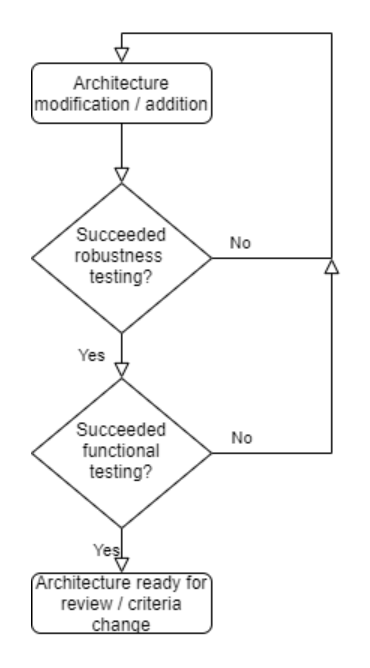 Architecture
modification / addition
Succeeded
robustness
testing?
No
Yes
Succeeded
functional
testing?
No
Yes
Architecture ready for
review / criteria
change